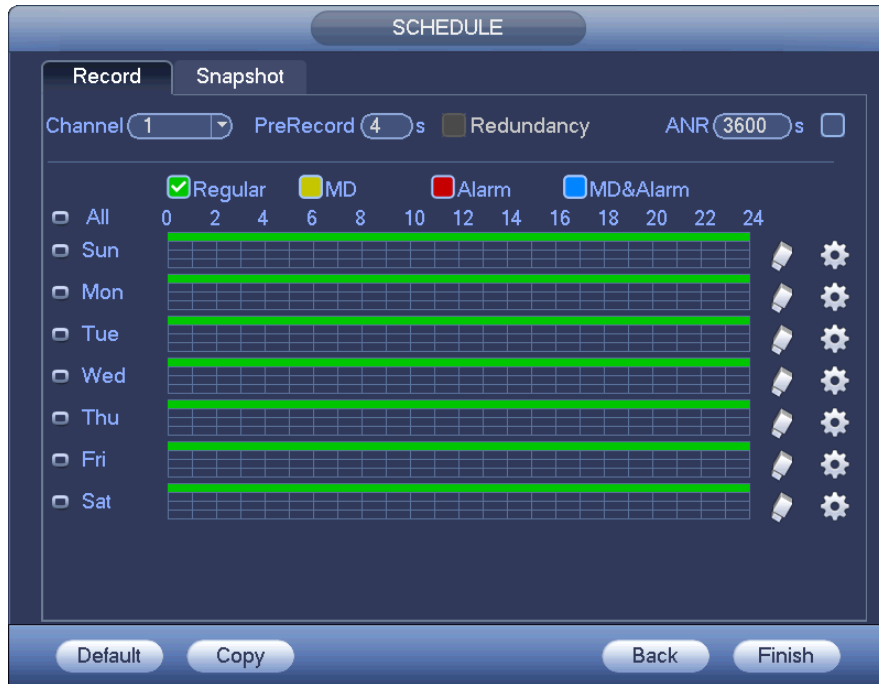 SCHEDULE
Record Snapshot
Channel 1 PreRecord 4 s Redundancy ANR 3600 s
Regular MD Alarm MD&Alarm
All 0 2 4 6 8 10 12 14 16 18 20 22 24
Sun
Mon
Tue
Wed
Thu
Fri
Sat
Default Copy Back Finish